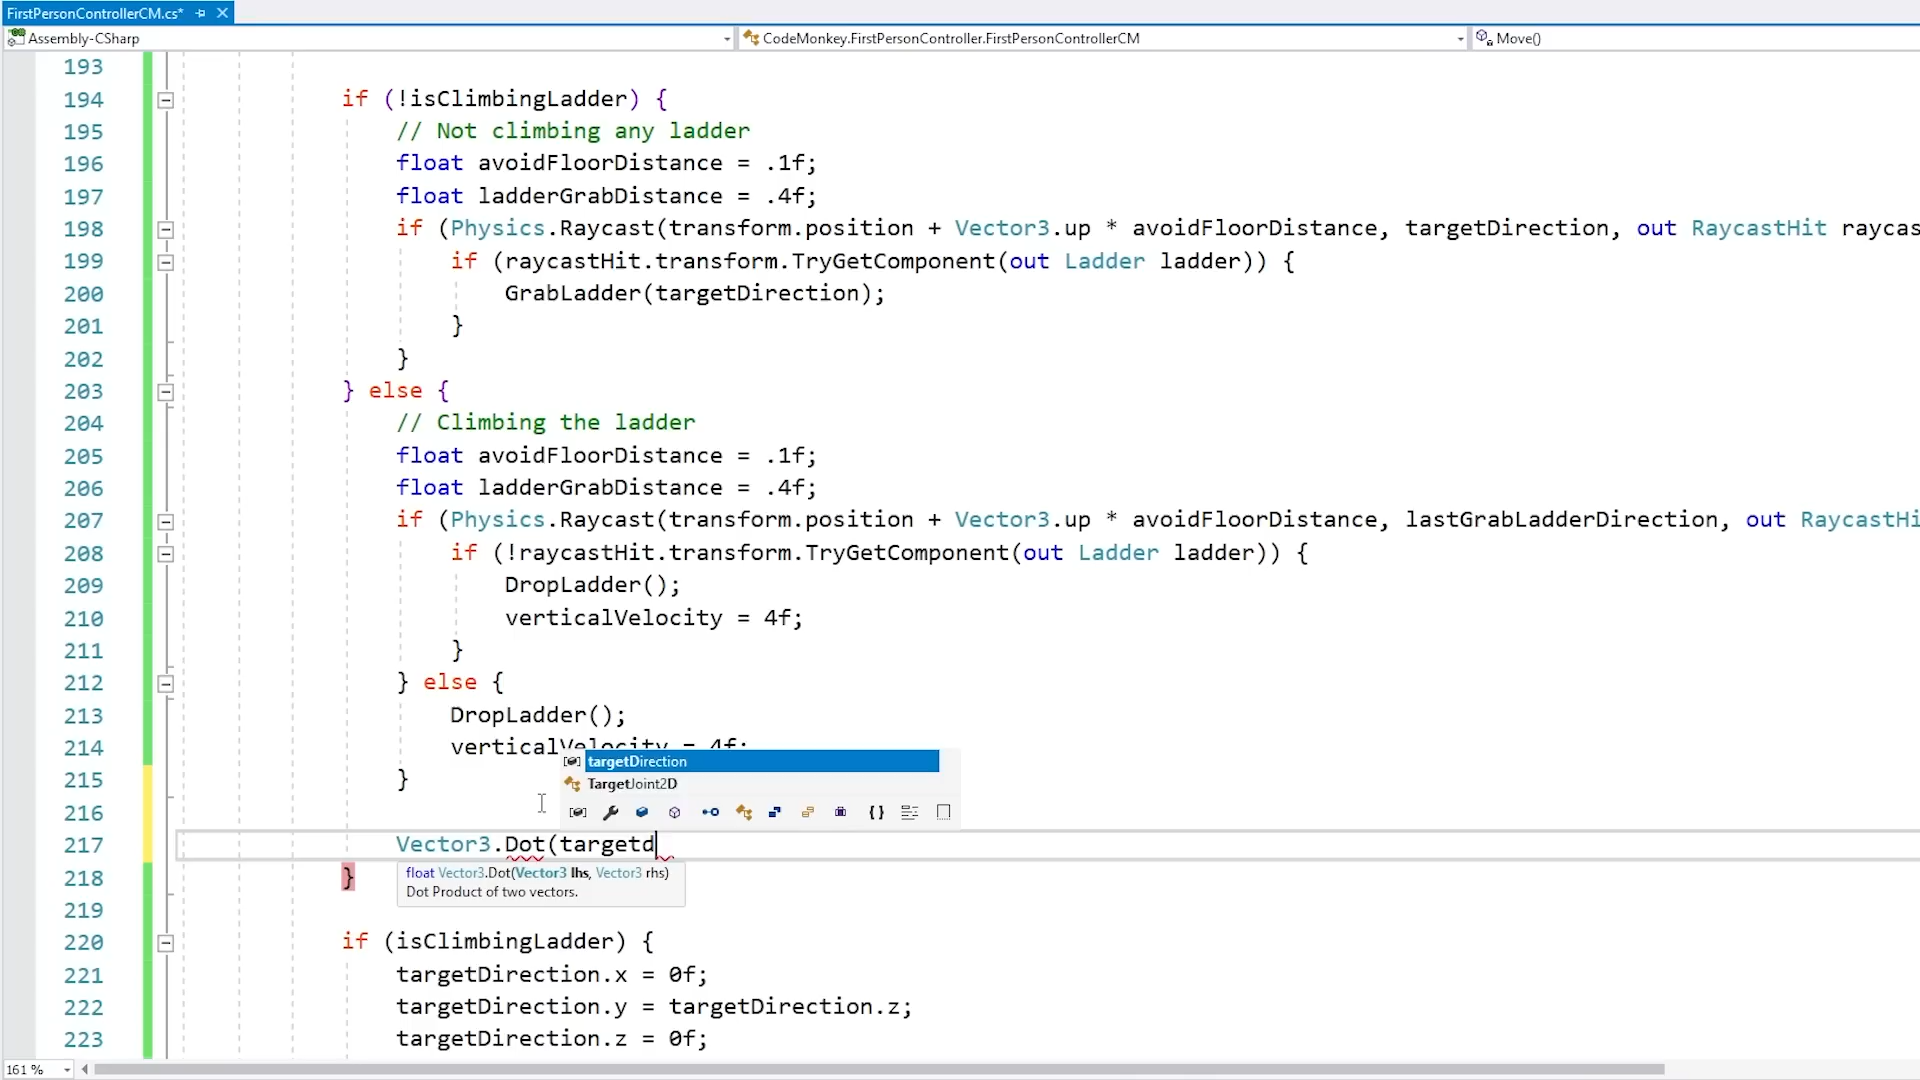 FirstPersonControllerCM.cs*
Assembly-CSharp
CodeMonkey.FirstPersonController.FirstPersonControllerCM
Move()
193
194 if (!isClimbingLadder) {
195 // Not climbing any ladder
196 float avoidFloorDistance = .1f;
197 float ladderGrabDistance = .4f;
198 if (Physics.Raycast(transform.position + Vector3.up * avoidFloorDistance, targetDirection, out RaycastHit raycas
199 if (raycastHit.transform.TryGetComponent(out Ladder ladder)) {
200 GrabLadder(targetDirection);
201 }
202 }
203 } else {
204 // Climbing the ladder
205 float avoidFloorDistance = .1f;
206 float ladderGrabDistance = .4f;
207 if (Physics.Raycast(transform.position + Vector3.up * avoidFloorDistance, lastGrabLadderDirection, out RaycastHi
208 if (!raycastHit.transform.TryGetComponent(out Ladder ladder)) {
209 DropLadder();
210 verticalVelocity = 4f;
211 }
212 } else {
213 DropLadder();
214 verticalVelocity = 4f;
targetDirection
215 }
TargetJoint2D
216
217 Vector3.Dot(targetd
218 }
float Vector3.Dot(Vector3 lhs, Vector3 rhs)
Dot Product of two vectors.
219
220 if (isClimbingLadder) {
221 targetDirection.x = 0f;
222 targetDirection.y = targetDirection.z;
223 targetDirection.z = 0f;
161 %